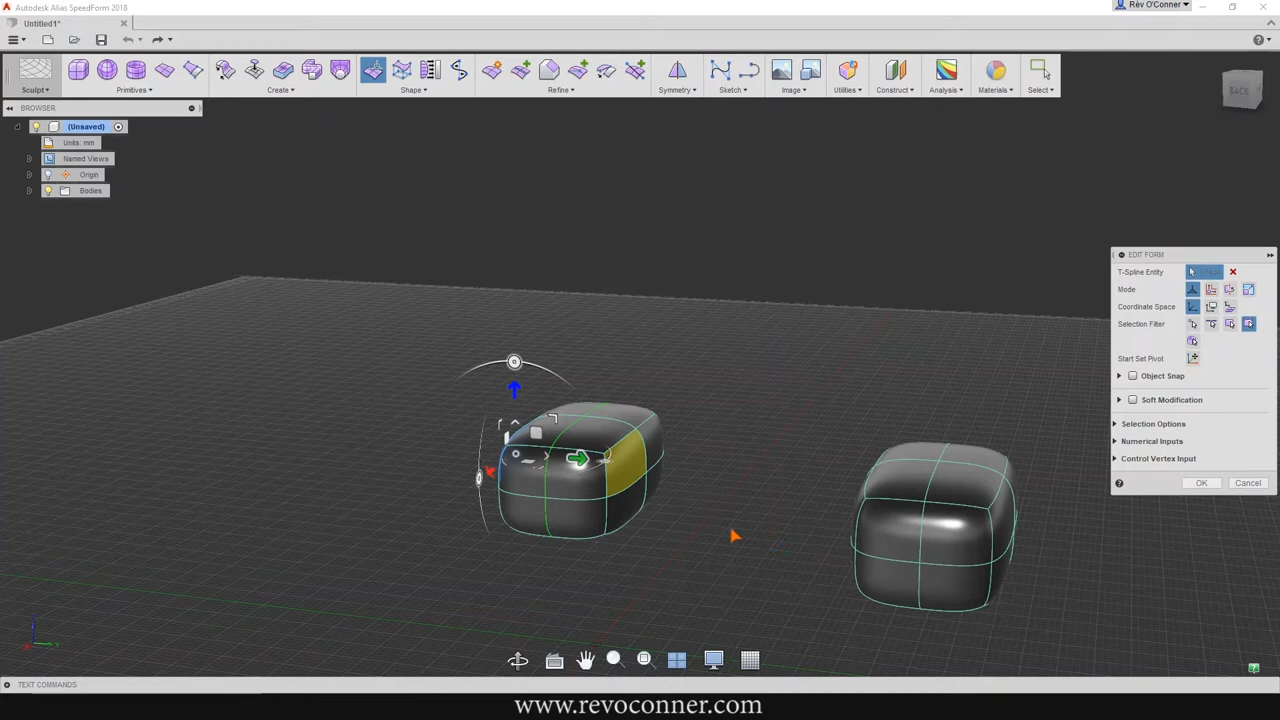 Autodesk Alias SpeedForm 2018
Rév O'Conner
Untitled1*
Sculpt
Primitives
Create
Shape
Refine
Symmetry
Sketch
Image
Utilities
Construct
Analysis
Materials
Select
BROWSER
(Unsaved)
Units: mm
Named Views
Origin
Bodies
BACK
EDIT FORM
T-Spline Entity
Mode
Coordinate Space
Selection Filter
Start Set Pivot
Object Snap
Soft Modification
Selection Options
Numerical Inputs
Control Vertex Input
OK Cancel
X Y
TEXT COMMANDS
www.revoconner.com